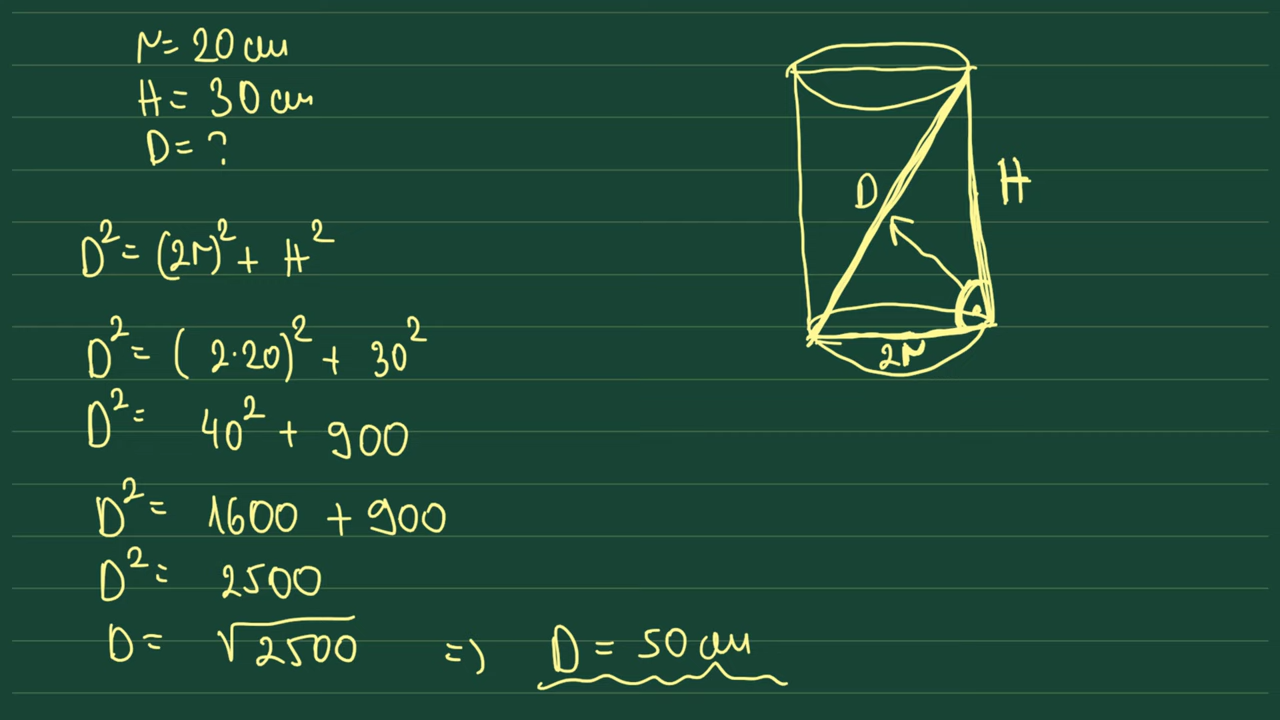 r = 20 cm
H = 30 cm
D = ?
D² = (2r)² + H²
D² = (2·20)² + 30²
D² = 40² + 900
D² = 1600 + 900
D² = 2500
D = √2500 => D = 50 cm
D
H
2r